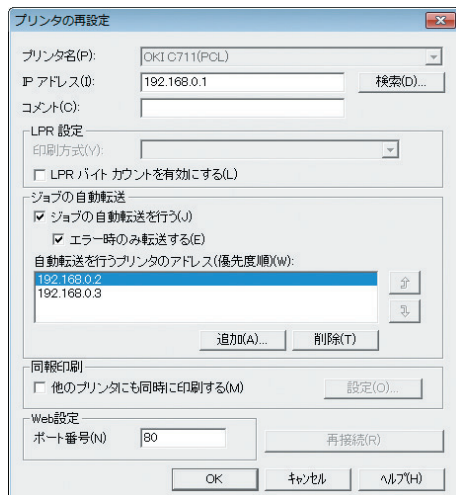 プリンタの再設定
プリンタ名(P): OKI C711(PCL)
IP アドレス(I): 192.168.0.1 検索(D)...
コメント(C):
LPR 設定
印刷方式(Y):
LPR バイト カウントを有効にする(L)
ジョブの自動転送
ジョブの自動転送を行う(J)
エラー時のみ転送する(E)
自動転送を行うプリンタのアドレス(優先度順)(W):
192.168.0.2
192.168.0.3
追加(A)... 削除(T)
同報印刷
他のプリンタにも同時に印刷する(M) 設定(O)...
Web設定
ポート番号(N) 80 再接続(R)
OK キャンセル ヘルプ(H)